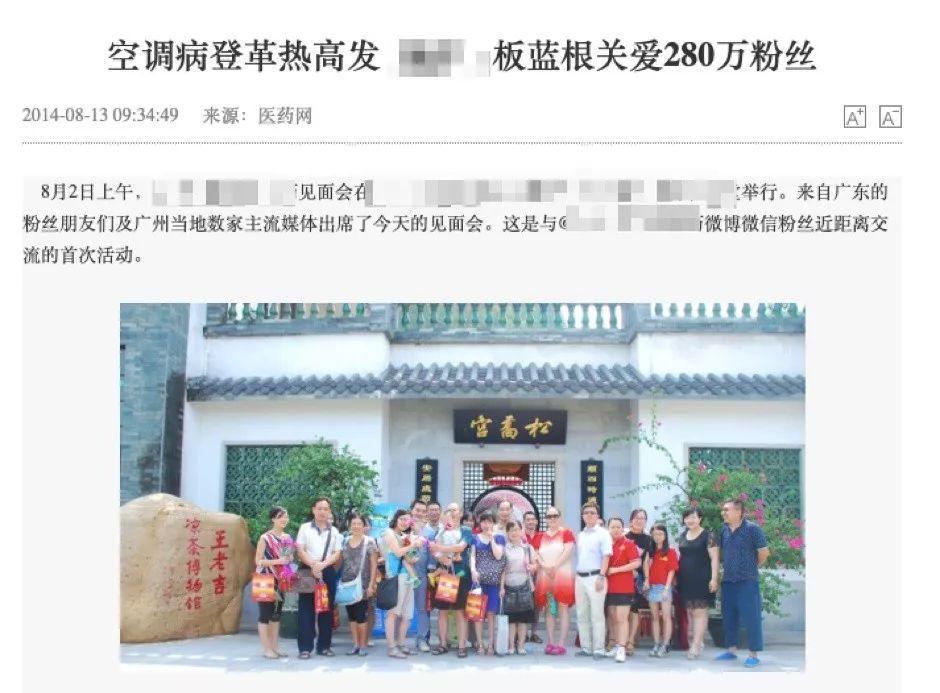 空调病登革热高发 板蓝根关爱280万粉丝
2014-08-13 09:34:49 来源：医药网 A+ A-
8月2日上午， 见面会在 举行。来自广东的
粉丝朋友们及广州当地数家主流媒体出席了今天的见面会。这是与@ 微博微信粉丝近距离交
流的首次活动。
宫喬松
王老吉
凉茶博物馆